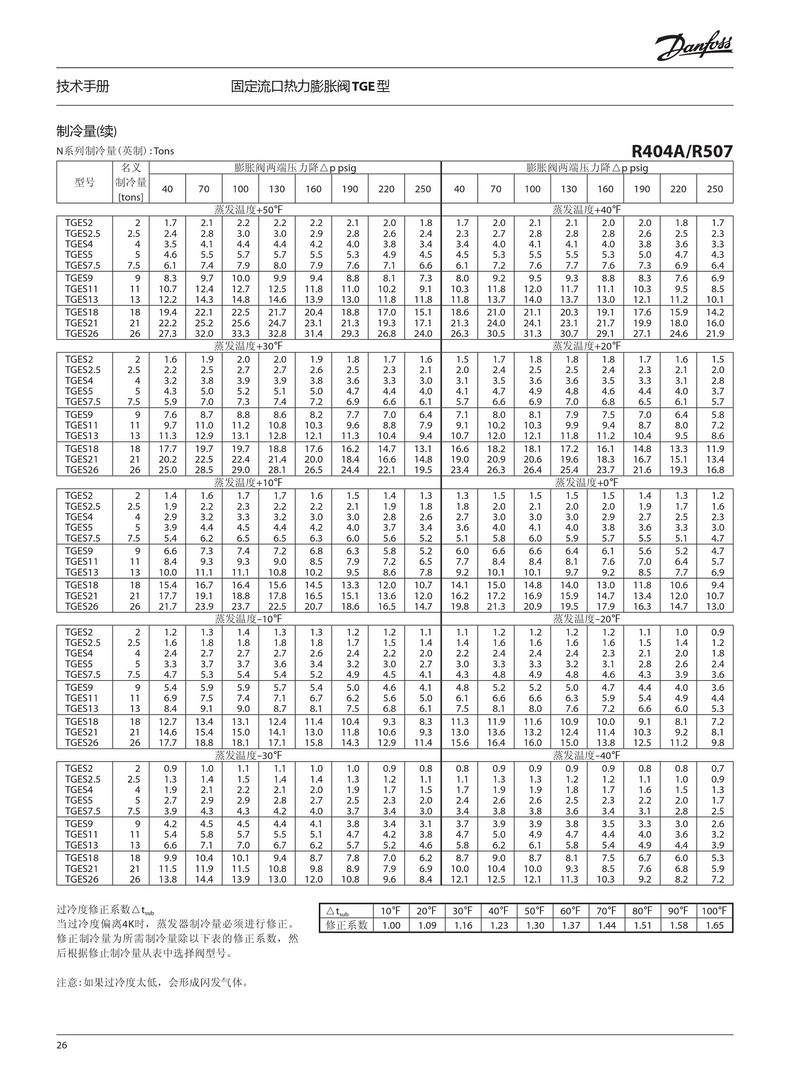 Danfoss
技术手册 固定流口热力膨胀阀TGE型
制冷量(续)
N系列制冷量(英制):Tons R404A/R507
型号 名义制冷量[tons] 膨胀阀两端压力降△p psig 膨胀阀两端压力降△p psig
40 70 100 130 160 190 220 250 40 70 100 130 160 190 220 250
蒸发温度+50℉ 蒸发温度+40℉
TGES2 2 1.7 2.1 2.2 2.2 2.2 2.1 2.0 1.8 1.7 2.0 2.1 2.1 2.0 2.0 1.8 1.7
TGES2.5 2.5 2.4 2.8 3.0 3.0 2.9 2.8 2.6 2.4 2.3 2.7 2.8 2.8 2.8 2.6 2.5 2.3
TGES4 4 3.5 4.1 4.4 4.4 4.2 4.0 3.8 3.4 3.4 4.0 4.1 4.1 4.0 3.8 3.6 3.3
TGES5 5 4.6 5.5 5.7 5.7 5.5 5.3 4.9 4.5 4.5 5.3 5.5 5.5 5.3 5.0 4.7 4.3
TGES7.5 7.5 6.1 7.4 7.9 8.0 7.9 7.6 7.1 6.6 6.1 7.2 7.6 7.7 7.6 7.3 6.9 6.4
TGES9 9 8.3 9.7 10.0 9.9 9.4 8.8 8.1 7.3 8.0 9.2 9.5 9.3 8.8 8.3 7.6 6.9
TGES11 11 10.7 12.4 12.7 12.5 11.8 11.0 10.2 9.1 10.3 11.8 12.0 11.7 11.1 10.3 9.5 8.5
TGES13 13 12.2 14.3 14.8 14.6 13.9 13.0 11.8 11.8 11.8 13.7 14.0 13.7 13.0 12.1 11.2 10.1
TGES18 18 19.4 22.1 22.5 21.7 20.4 18.8 17.0 15.1 18.6 21.0 21.1 20.3 19.1 17.6 15.9 14.2
TGES21 21 22.2 25.2 25.6 24.7 23.1 21.3 19.3 17.1 21.3 24.0 24.1 23.1 21.7 19.9 18.0 16.0
TGES26 26 27.3 32.0 33.3 32.8 31.4 29.3 26.8 24.0 26.3 30.5 31.3 30.7 29.1 27.1 24.6 21.9
蒸发温度+30℉ 蒸发温度+20℉
TGES2 2 1.6 1.9 2.0 2.0 1.9 1.8 1.7 1.6 1.5 1.7 1.8 1.8 1.8 1.7 1.6 1.5
TGES2.5 2.5 2.2 2.5 2.7 2.7 2.6 2.5 2.3 2.1 2.0 2.4 2.5 2.5 2.4 2.3 2.1 2.0
TGES4 4 3.2 3.8 3.9 3.9 3.8 3.6 3.3 3.0 3.1 3.5 3.6 3.6 3.5 3.3 3.1 2.8
TGES5 5 4.3 5.0 5.2 5.1 5.0 4.7 4.4 4.0 4.1 4.7 4.9 4.8 4.6 4.4 4.0 3.7
TGES7.5 7.5 5.9 7.0 7.3 7.4 7.2 6.9 6.6 6.1 5.7 6.6 6.9 7.0 6.8 6.5 6.1 5.7
TGES9 9 7.6 8.7 8.8 8.6 8.2 7.7 7.0 6.4 7.1 8.0 8.1 7.9 7.5 7.0 6.4 5.8
TGES11 11 9.7 11.0 11.2 10.8 10.3 9.6 8.8 7.9 9.1 10.2 10.3 9.9 9.4 8.7 8.0 7.2
TGES13 13 11.3 12.9 13.1 12.8 12.1 11.3 10.4 9.4 10.7 12.0 12.1 11.8 11.2 10.4 9.5 8.6
TGES18 18 17.7 19.7 19.7 18.8 17.6 16.2 14.7 13.1 16.6 18.2 18.1 17.2 16.1 14.8 13.3 11.9
TGES21 21 20.2 22.5 22.4 21.4 20.0 18.4 16.6 14.8 19.0 20.9 20.6 19.6 18.3 16.7 15.1 13.4
TGES26 26 25.0 28.5 29.0 28.1 26.5 24.4 22.1 19.5 23.4 26.3 26.4 25.4 23.7 21.6 19.3 16.8
蒸发温度+10℉ 蒸发温度+0℉
TGES2 2 1.4 1.6 1.7 1.7 1.6 1.5 1.4 1.3 1.3 1.5 1.5 1.5 1.5 1.4 1.3 1.2
TGES2.5 2.5 1.9 2.2 2.3 2.2 2.2 2.1 1.9 1.8 1.8 2.0 2.1 2.0 2.0 1.9 1.7 1.6
TGES4 4 2.9 3.2 3.3 3.2 3.0 3.0 2.8 2.6 2.7 3.0 3.0 3.0 2.9 2.7 2.5 2.3
TGES5 5 3.9 4.4 4.5 4.4 4.2 4.0 3.7 3.4 3.6 4.0 4.1 4.0 3.8 3.6 3.3 3.0
TGES7.5 7.5 5.4 6.2 6.5 6.5 6.3 6.0 5.6 5.2 5.1 5.8 6.0 5.9 5.7 5.5 5.1 4.7
TGES9 9 6.6 7.3 7.4 7.2 6.8 6.3 5.8 5.2 6.0 6.6 6.6 6.4 6.1 5.6 5.2 4.7
TGES11 11 8.4 9.3 9.3 9.0 8.5 7.9 7.2 6.5 7.7 8.4 8.4 8.1 7.6 7.0 6.4 5.7
TGES13 13 10.0 11.1 11.1 10.8 10.2 9.5 8.6 7.8 9.2 10.1 10.1 9.7 9.2 8.5 7.7 6.9
TGES18 18 15.4 16.7 16.4 15.6 14.5 13.3 12.0 10.7 14.1 15.0 14.8 14.0 13.0 11.8 10.6 9.4
TGES21 21 17.7 19.1 18.8 17.8 16.5 15.1 13.6 12.0 16.2 17.2 16.9 15.9 14.7 13.4 12.0 10.7
TGES26 26 21.7 23.9 23.7 22.5 20.7 18.6 16.5 14.7 19.8 21.3 20.9 19.5 17.9 16.3 14.7 13.0
蒸发温度–10℉ 蒸发温度–20℉
TGES2 2 1.2 1.3 1.4 1.3 1.3 1.2 1.2 1.1 1.1 1.2 1.2 1.2 1.2 1.1 1.0 0.9
TGES2.5 2.5 1.6 1.8 1.8 1.8 1.8 1.7 1.5 1.4 1.4 1.6 1.6 1.6 1.6 1.5 1.4 1.2
TGES4 4 2.4 2.7 2.7 2.7 2.6 2.4 2.2 2.0 2.2 2.4 2.4 2.4 2.3 2.1 2.0 1.8
TGES5 5 3.3 3.7 3.7 3.6 3.4 3.2 3.0 2.7 3.0 3.3 3.3 3.2 3.1 2.8 2.6 2.4
TGES7.5 7.5 4.7 5.3 5.4 5.4 5.2 4.9 4.5 4.1 4.3 4.8 4.9 4.8 4.6 4.3 3.9 3.6
TGES9 9 5.4 5.9 5.9 5.7 5.4 5.0 4.6 4.1 4.8 5.2 5.2 5.0 4.7 4.4 4.0 3.6
TGES11 11 6.9 7.5 7.4 7.1 6.7 6.2 5.6 5.0 6.1 6.6 6.6 6.3 5.9 5.4 4.9 4.4
TGES13 13 8.4 9.1 9.0 8.7 8.1 7.5 6.8 6.1 7.5 8.1 8.0 7.6 7.2 6.6 6.0 5.3
TGES18 18 12.7 13.4 13.1 12.4 11.4 10.4 9.3 8.3 11.3 11.9 11.6 10.9 10.0 9.1 8.1 7.2
TGES21 21 14.6 15.4 15.0 14.1 13.0 11.8 10.6 9.3 13.0 13.6 13.2 12.4 11.4 10.3 9.2 8.1
TGES26 26 17.7 18.8 18.1 17.1 15.8 14.3 12.9 11.4 15.6 16.4 16.0 15.0 13.8 12.5 11.2 9.8
蒸发温度–30℉ 蒸发温度–40℉
TGES2 2 0.9 1.0 1.1 1.1 1.0 1.0 0.9 0.8 0.8 0.9 0.9 0.9 0.9 0.8 0.8 0.7
TGES2.5 2.5 1.3 1.4 1.5 1.4 1.4 1.3 1.2 1.1 1.1 1.3 1.3 1.2 1.2 1.1 1.0 0.9
TGES4 4 1.9 2.1 2.2 2.1 2.0 1.9 1.7 1.5 1.7 1.9 1.9 1.8 1.7 1.6 1.5 1.3
TGES5 5 2.7 2.9 2.9 2.8 2.7 2.5 2.3 2.0 2.4 2.6 2.6 2.5 2.3 2.2 2.0 1.7
TGES7.5 7.5 3.9 4.3 4.3 4.2 4.0 3.7 3.4 3.0 3.4 3.8 3.8 3.6 3.4 3.1 2.8 2.5
TGES9 9 4.2 4.5 4.5 4.4 4.1 3.8 3.4 3.1 3.7 3.9 3.9 3.8 3.5 3.3 3.0 2.6
TGES11 11 5.4 5.8 5.7 5.5 5.1 4.7 4.2 3.8 4.7 5.0 4.9 4.7 4.4 4.0 3.6 3.2
TGES13 13 6.6 7.1 7.0 6.7 6.2 5.7 5.2 4.6 5.8 6.2 6.1 5.8 5.4 4.9 4.4 3.9
TGES18 18 9.9 10.4 10.1 9.4 8.7 7.8 7.0 6.2 8.7 9.0 8.7 8.1 7.5 6.7 6.0 5.3
TGES21 21 11.5 11.9 11.5 10.8 9.8 8.9 7.9 6.9 10.0 10.4 10.0 9.3 8.5 7.6 6.8 5.9
TGES26 26 13.8 14.4 13.9 13.0 12.0 10.8 9.6 8.4 12.1 12.5 12.1 11.3 10.3 9.2 8.2 7.2
过冷度修正系数△tsub
当过冷度偏离4K时，蒸发器制冷量必须进行修正。
修正制冷量为所需制冷量除以下表的修正系数，然
后根据修止制冷量从表中选择阀型号。
△tsub 10℉ 20℉ 30℉ 40℉ 50℉ 60℉ 70℉ 80℉ 90℉ 100℉
修正系数 1.00 1.09 1.16 1.23 1.30 1.37 1.44 1.51 1.58 1.65
注意:如果过冷度太低，会形成闪发气体。
26